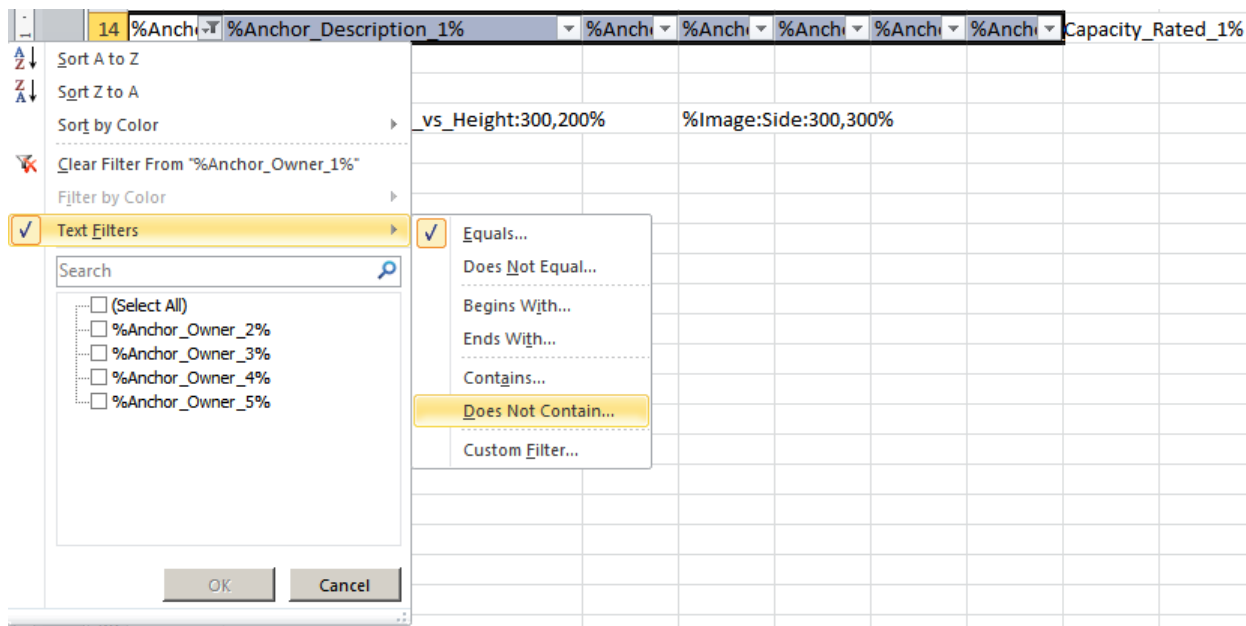 14 %Anch %Anchor_Description_1% %Anch %Anch %Anch %Anch %Anch Capacity_Rated_1%
Sort A to Z
Sort Z to A
Sort by Color
_vs_Height:300,200% %Image:Side:300,300%
Clear Filter From "%Anchor_Owner_1%"
Filter by Color
Text Filters
Equals...
Does Not Equal...
Search
Begins With...
(Select All)
%Anchor_Owner_2%
Ends With...
%Anchor_Owner_3%
%Anchor_Owner_4%
Contains...
%Anchor_Owner_5%
Does Not Contain...
Custom Filter...
OK Cancel